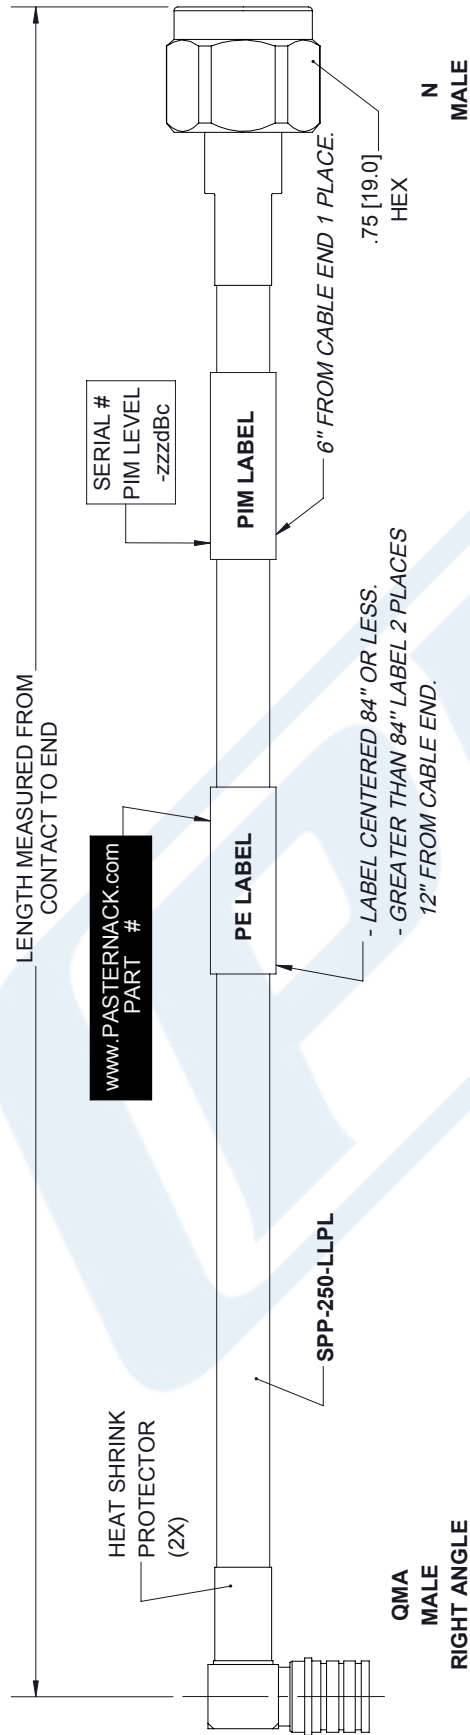 LENGTH MEASURED FROM
CONTACT TO END
HEAT SHRINK
PROTECTOR
(2X)
www.PASTERNACK.com
PART #
SERIAL #
PIM LEVEL
-zzzdBc
PE LABEL
PIM LABEL
SPP-250-LLPL
- LABEL CENTERED 84" OR LESS.
- GREATER THAN 84" LABEL 2 PLACES
12" FROM CABLE END.
6" FROM CABLE END 1 PLACE.
.75 [19.0]
HEX
QMA
MALE
RIGHT ANGLE
N
MALE